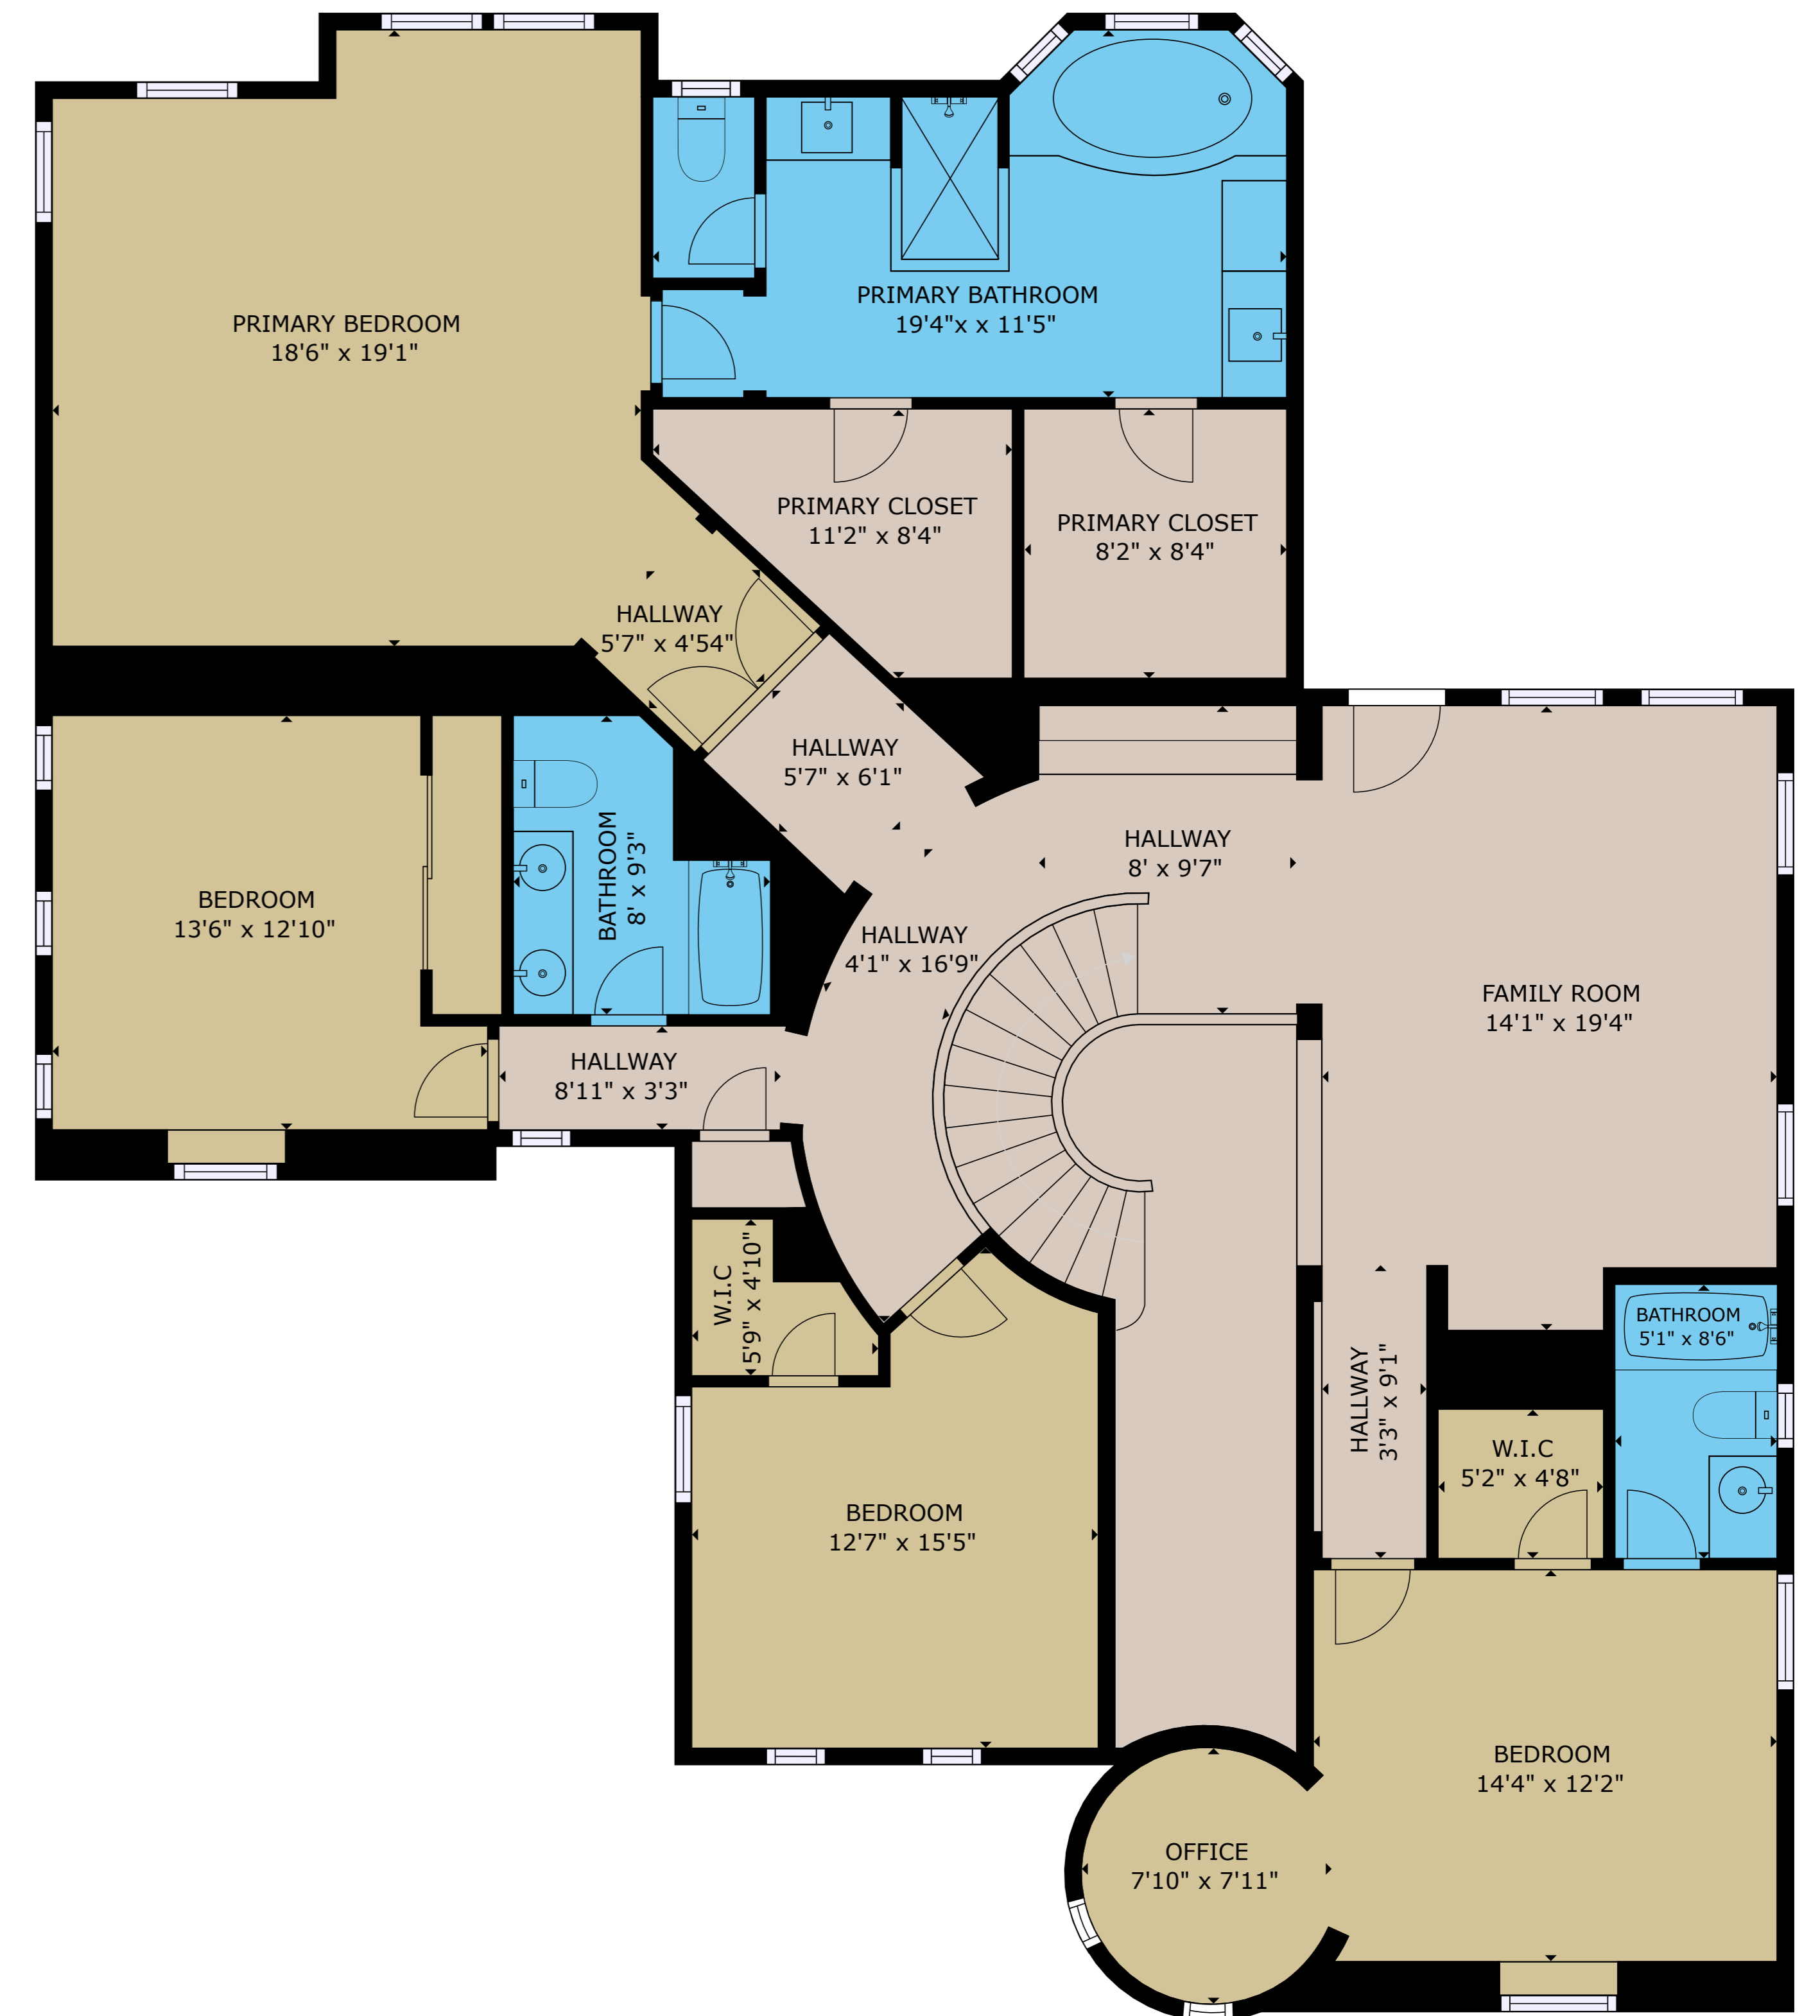 PRIMARY BEDROOM
18'6" x 19'1"
PRIMARY BATHROOM
19'4"x x 11'5"
PRIMARY CLOSET
11'2" x 8'4"
PRIMARY CLOSET
8'2" x 8'4"
HALLWAY
5'7" x 4'54"
HALLWAY
5'7" x 6'1"
HALLWAY
8' x 9'7"
BEDROOM
13'6" x 12'10"
BATHROOM
8' x 9'3"
HALLWAY
4'1" x 16'9"
FAMILY ROOM
14'1" x 19'4"
HALLWAY
8'11" x 3'3"
W.I.C
5'9" x 4'10"
BATHROOM
5'1" x 8'6"
HALLWAY
3'3" x 9'1"
W.I.C
5'2" x 4'8"
BEDROOM
12'7" x 15'5"
BEDROOM
14'4" x 12'2"
OFFICE
7'10" x 7'11"